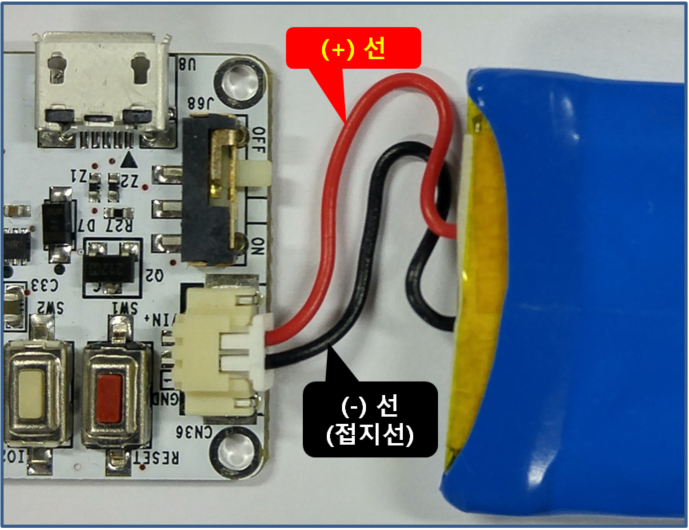 (+) 선
U8
J68
OFF
Z1
Z2
R27 D7
ON
Q2
C33
SW2
SW1
VIN+
(-) 선
(접지선)
GND
CN36
RESET